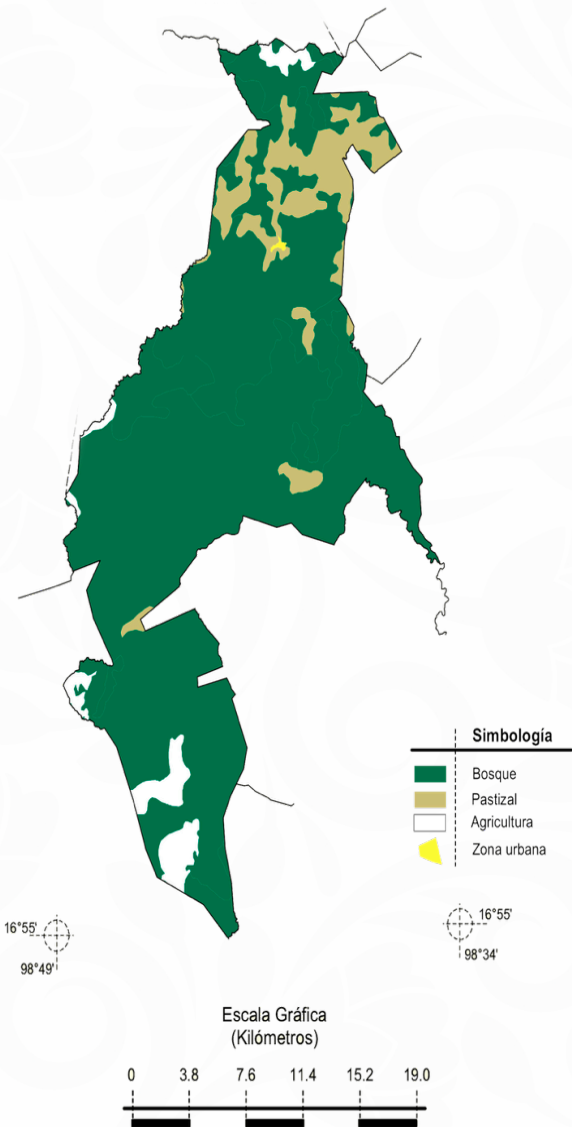 Simbología
Bosque
Pastizal
Agricultura
Zona urbana
16°55'
98°49'
16°55'
98°34'
Escala Gráfica
(Kilómetros)
0 3.8 7.6 11.4 15.2 19.0